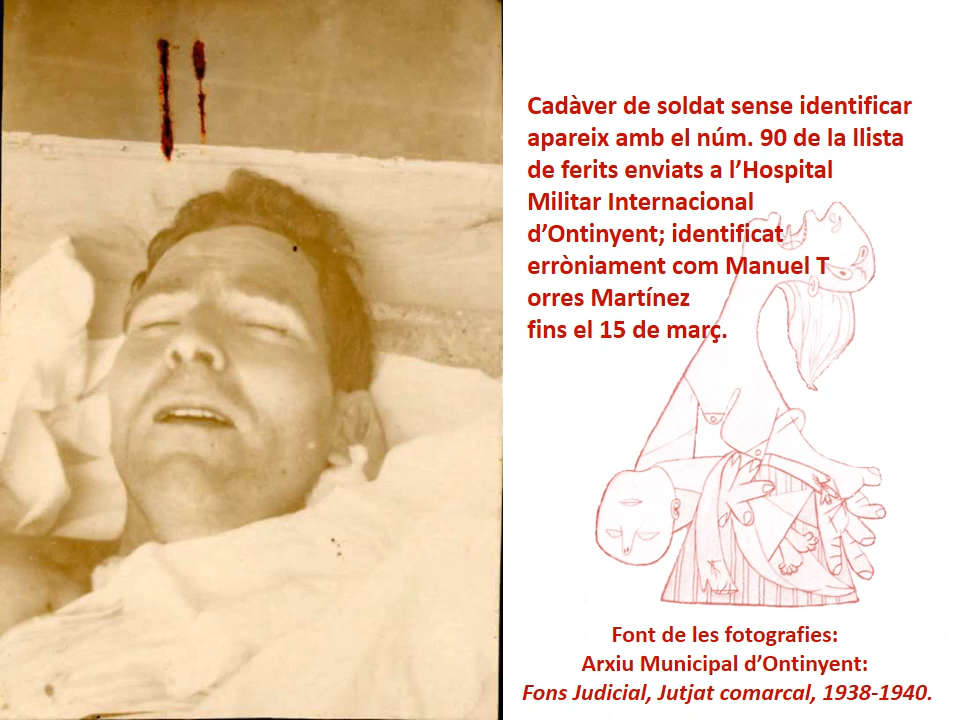 Cadàver de soldat sense identificar
apareix amb el núm. 90 de la llista
de ferits enviats a l’Hospital
Militar Internacional
d’Ontinyent; identificat
erròniament com Manuel T
orres Martínez
fins el 15 de març.
Font de les fotografies:
Arxiu Municipal d’Ontinyent:
Fons Judicial, Jutjat comarcal, 1938-1940.